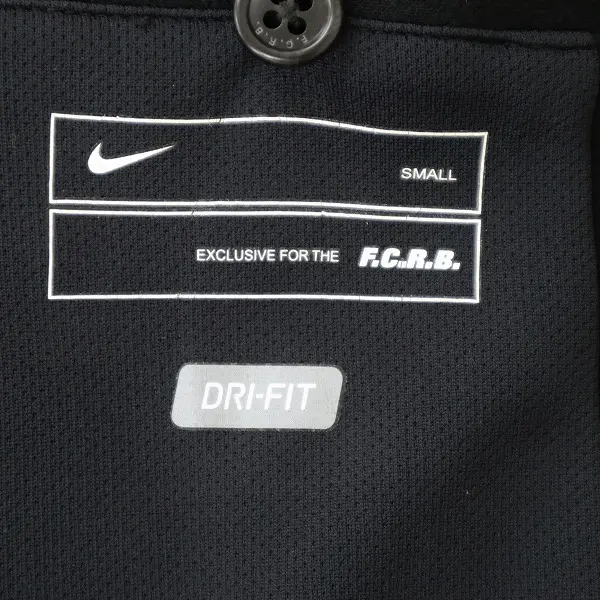 F.C.R.B.
SMALL
EXCLUSIVE FOR THE F.C.R.B.
DRI-FIT